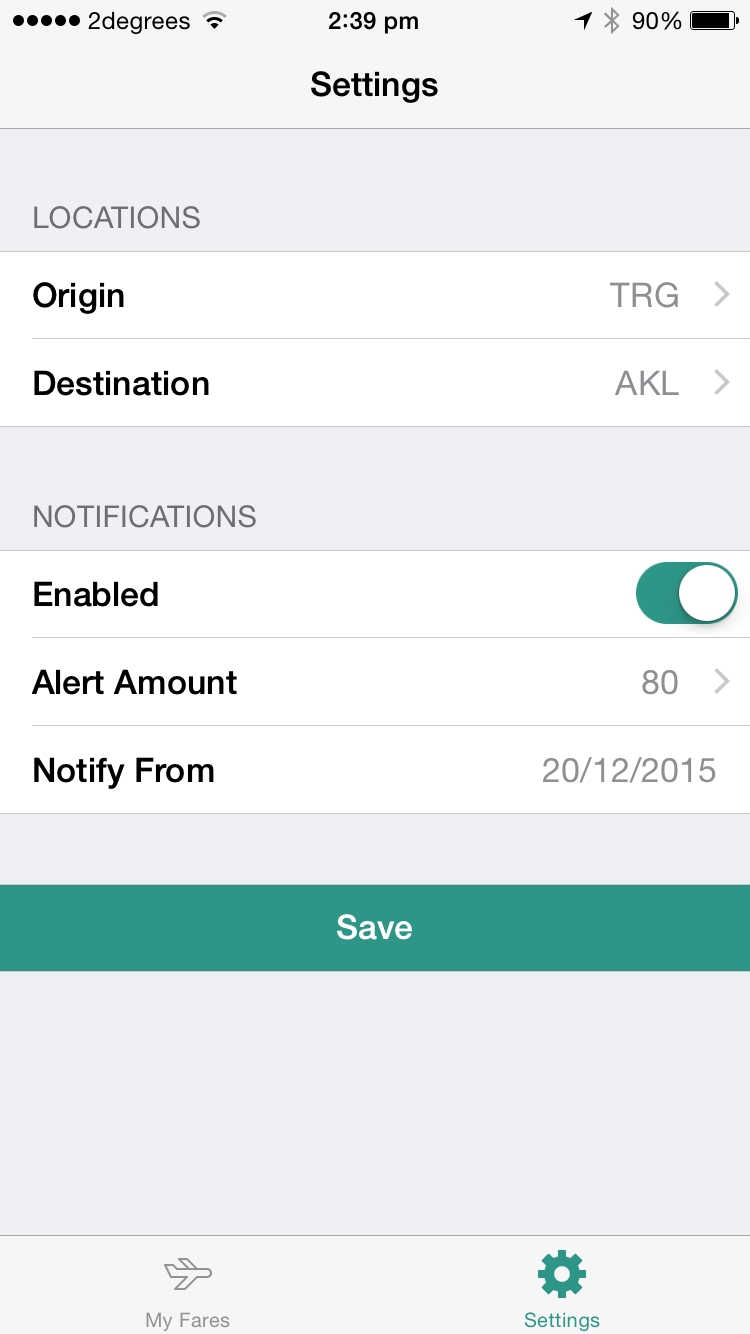 2degrees 2:39 pm 90%
Settings
LOCATIONS
Origin TRG
Destination AKL
NOTIFICATIONS
Enabled
Alert Amount 80
Notify From 20/12/2015
Save
My Fares Settings